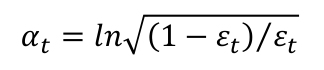 α_t = ln√((1 − ε_t)/ε_t)